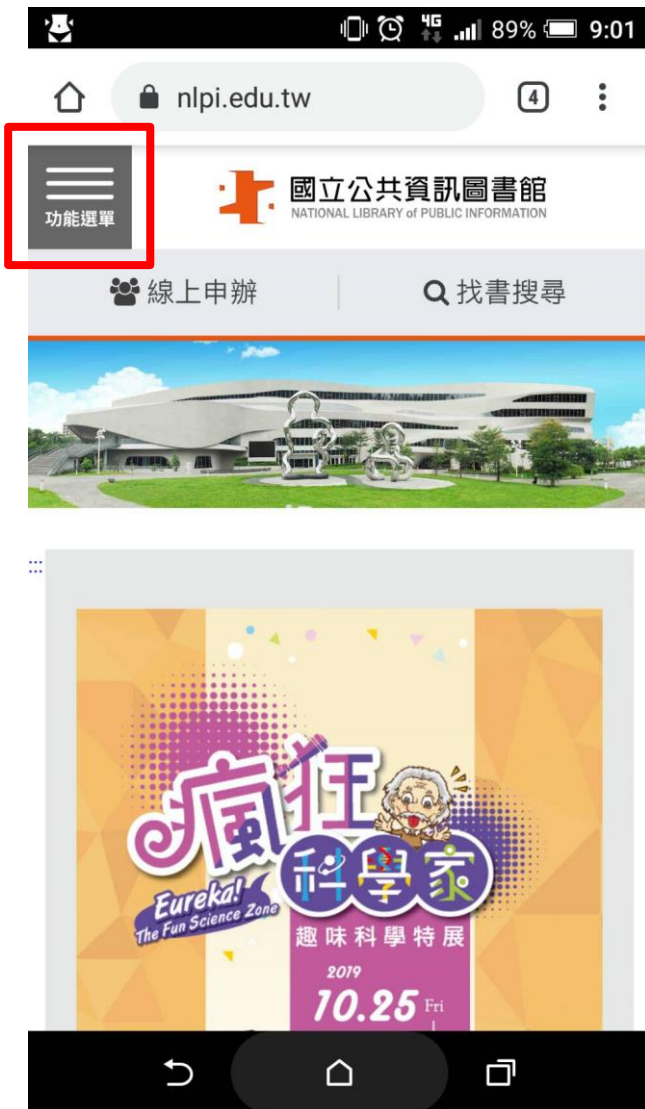 4G 89% 9:01
nlpi.edu.tw 4
功能選單
國立公共資訊圖書館
NATIONAL LIBRARY of PUBLIC INFORMATION
線上申辦 找書搜尋
:::
瘋狂
科學家
Eureka!
The Fun Science Zone
趣味科學特展
2019
10.25 Fri